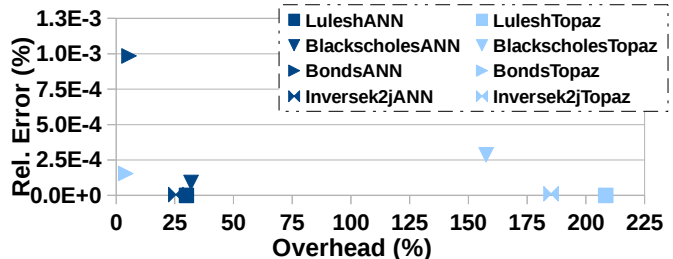 1.3E-3
1.0E-3
7.5E-4
5.0E-4
2.5E-4
0.0E+0
Rel. Error (%)
LuleshANN LuleshTopaz
BlackscholesANN BlackscholesTopaz
BondsANN BondsTopaz
Inversek2jANN Inversek2jTopaz
0 25 50 75 100 125 150 175 200 225
Overhead (%)